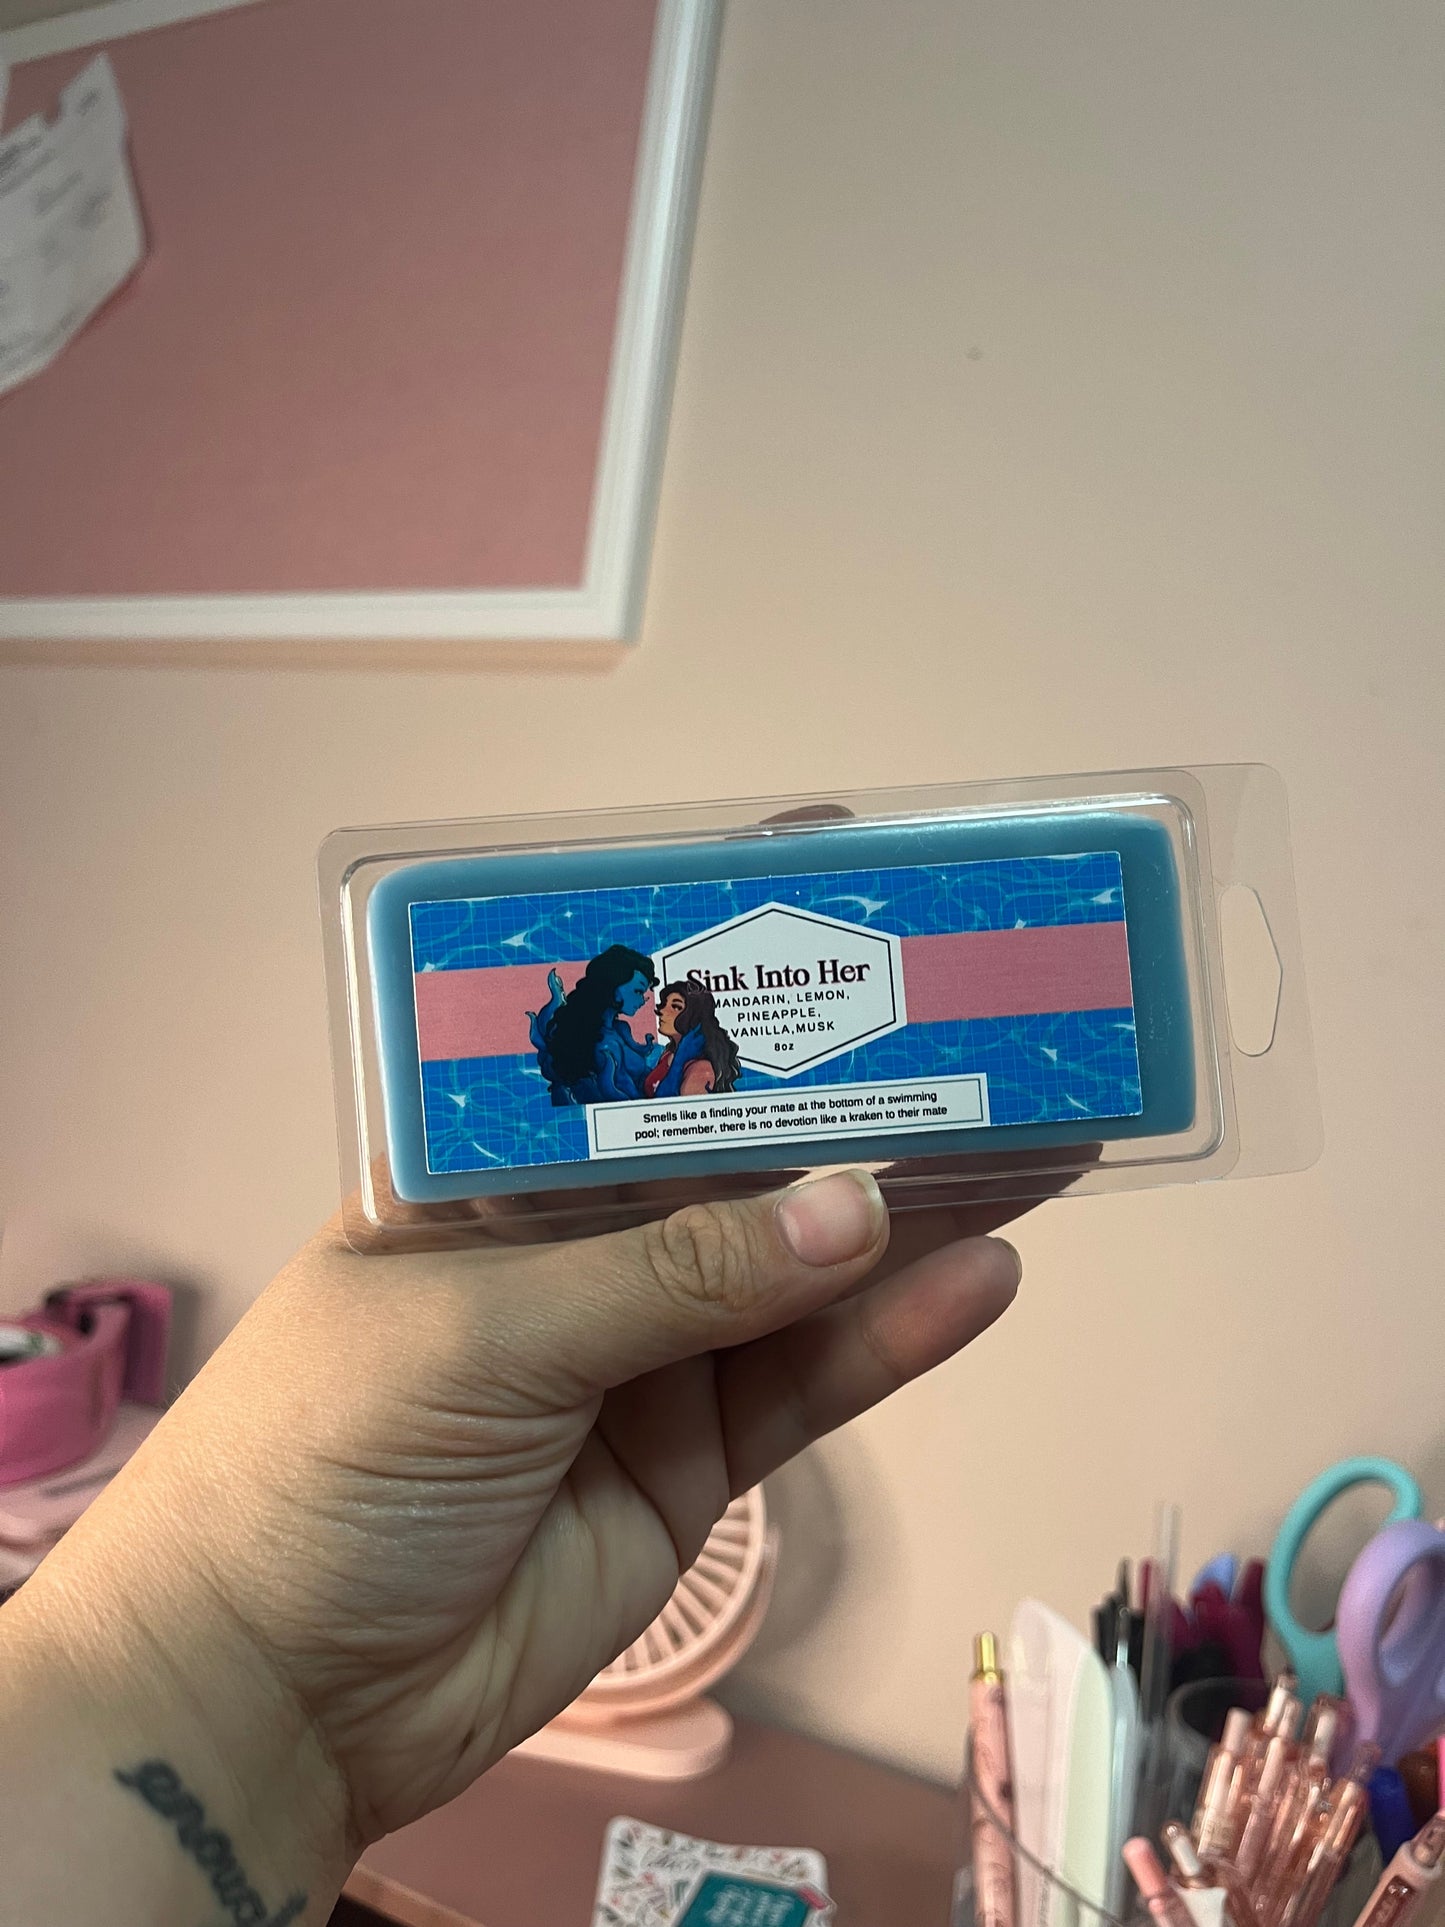 Sink Into Her
MANDARIN, LEMON,
PINEAPPLE,
VANILLA,MUSK
8oz
Smells like a finding your mate at the bottom of a swimming
pool; remember, there is no devotion like a kraken to their mate